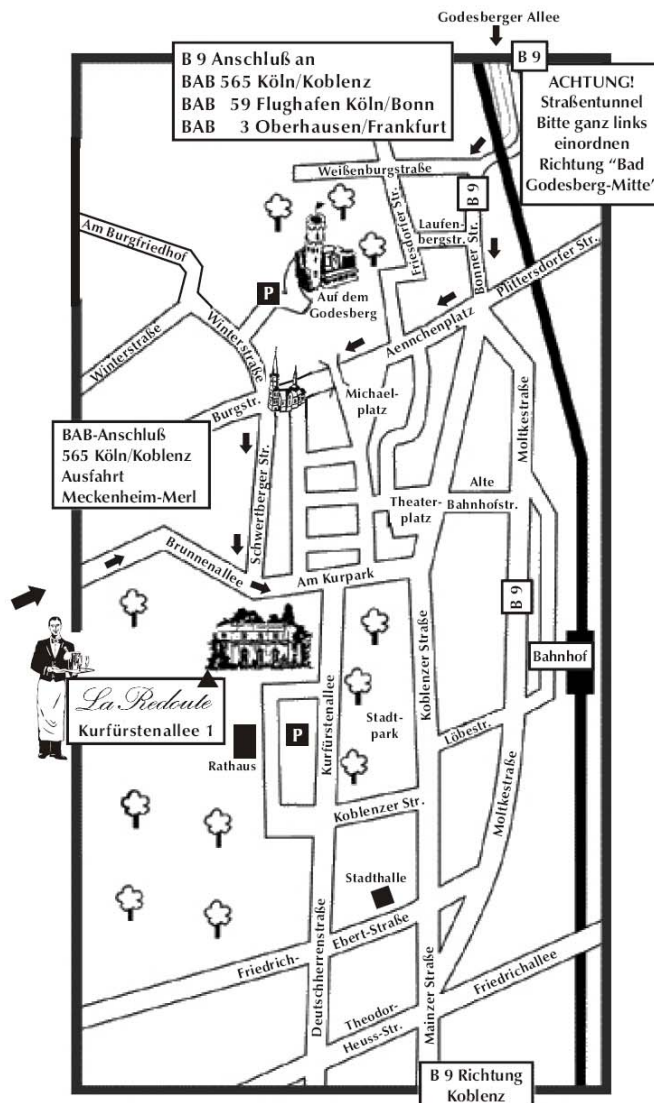 Godesberger Allee
B 9
B 9 Anschluß an
BAB 565 Köln/Koblenz
BAB 59 Flughafen Köln/Bonn
BAB 3 Oberhausen/Frankfurt
ACHTUNG!
Straßentunnel
Bitte ganz links
einordnen
Richtung "Bad
Godesberg-Mitte"
Weißenburgstraße
B 9
Friesdorfer Str.
Laufen-
bergstr.
Bonner Str.
Plittersdorfer Str.
Am Burgfriedhof
P
Auf dem
Godesberg
Aennchenplatz
Winterstraße
Winterstraße
Michael-
platz
Burgstr.
Moltkestraße
BAB-Anschluß
565 Köln/Koblenz
Ausfahrt
Meckenheim-Merl
Schwertberger Str.
Theater-
platz
Alte
Bahnhofstr.
Brunnenallee
Am Kurpark
B 9
Koblenzer Straße
Bahnhof
La Redoute
Kurfürstenallee 1
Kurfürstenallee
P
Stadt-
park
Rathaus
Löbestr.
Moltkestraße
Koblenzer Str.
Stadthalle
Deutschherrenstraße
Friedrich-
Ebert-Straße
Mainzer Straße
Friedrichallee
Theodor-
Heuss-Str.
B 9 Richtung
Koblenz